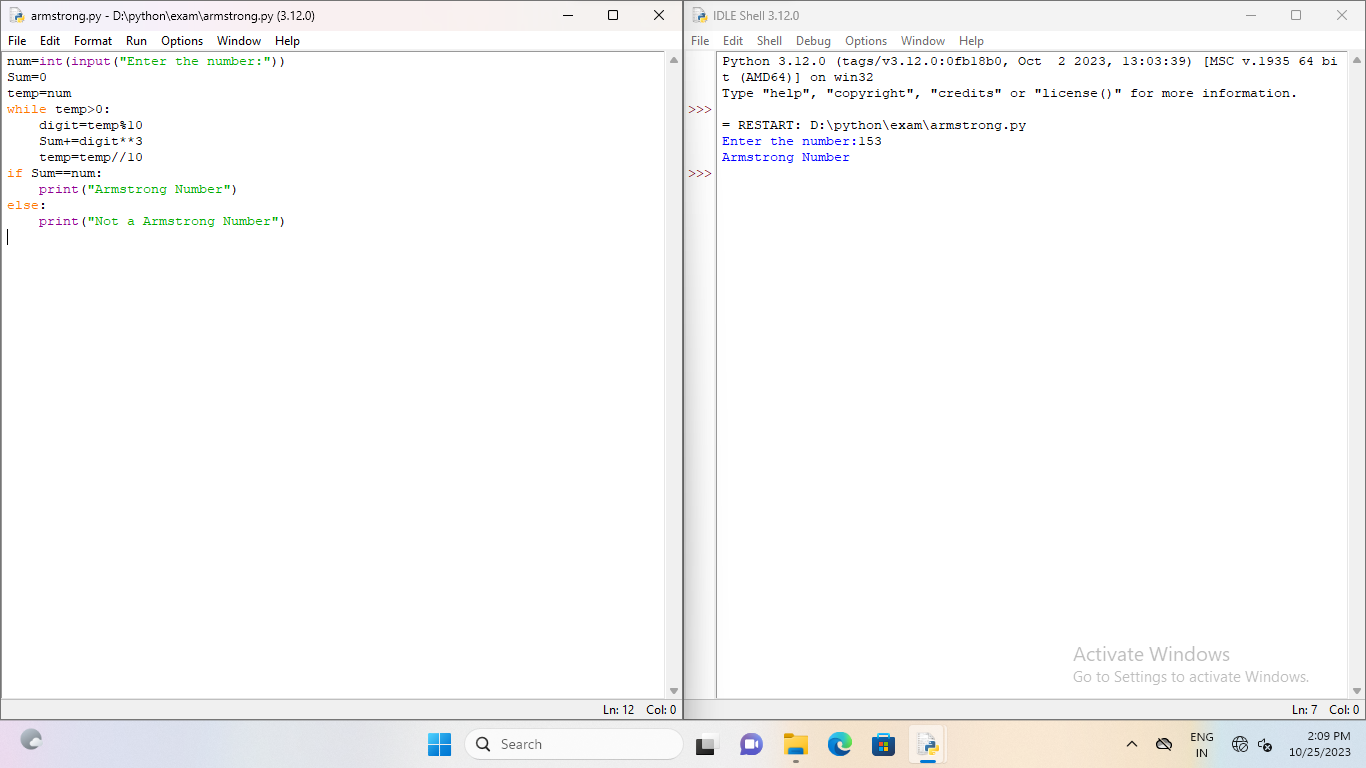 armstrong.py - D:\python\exam\armstrong.py (3.12.0)
File Edit Format Run Options Window Help
num=int(input("Enter the number:"))
Sum=0
temp=num
while temp>0:
    digit=temp%10
    Sum+=digit**3
    temp=temp//10
if Sum==num:
    print("Armstrong Number")
else:
    print("Not a Armstrong Number")
Ln: 12 Col: 0
IDLE Shell 3.12.0
File Edit Shell Debug Options Window Help
Python 3.12.0 (tags/v3.12.0:0fb18b0, Oct  2 2023, 13:03:39) [MSC v.1935 64 bi
t (AMD64)] on win32
Type "help", "copyright", "credits" or "license()" for more information.
>>>
= RESTART: D:\python\exam\armstrong.py
Enter the number:153
Armstrong Number
>>>
Activate Windows
Go to Settings to activate Windows.
Ln: 7 Col: 0
Search
ENG
IN
2:09 PM
10/25/2023